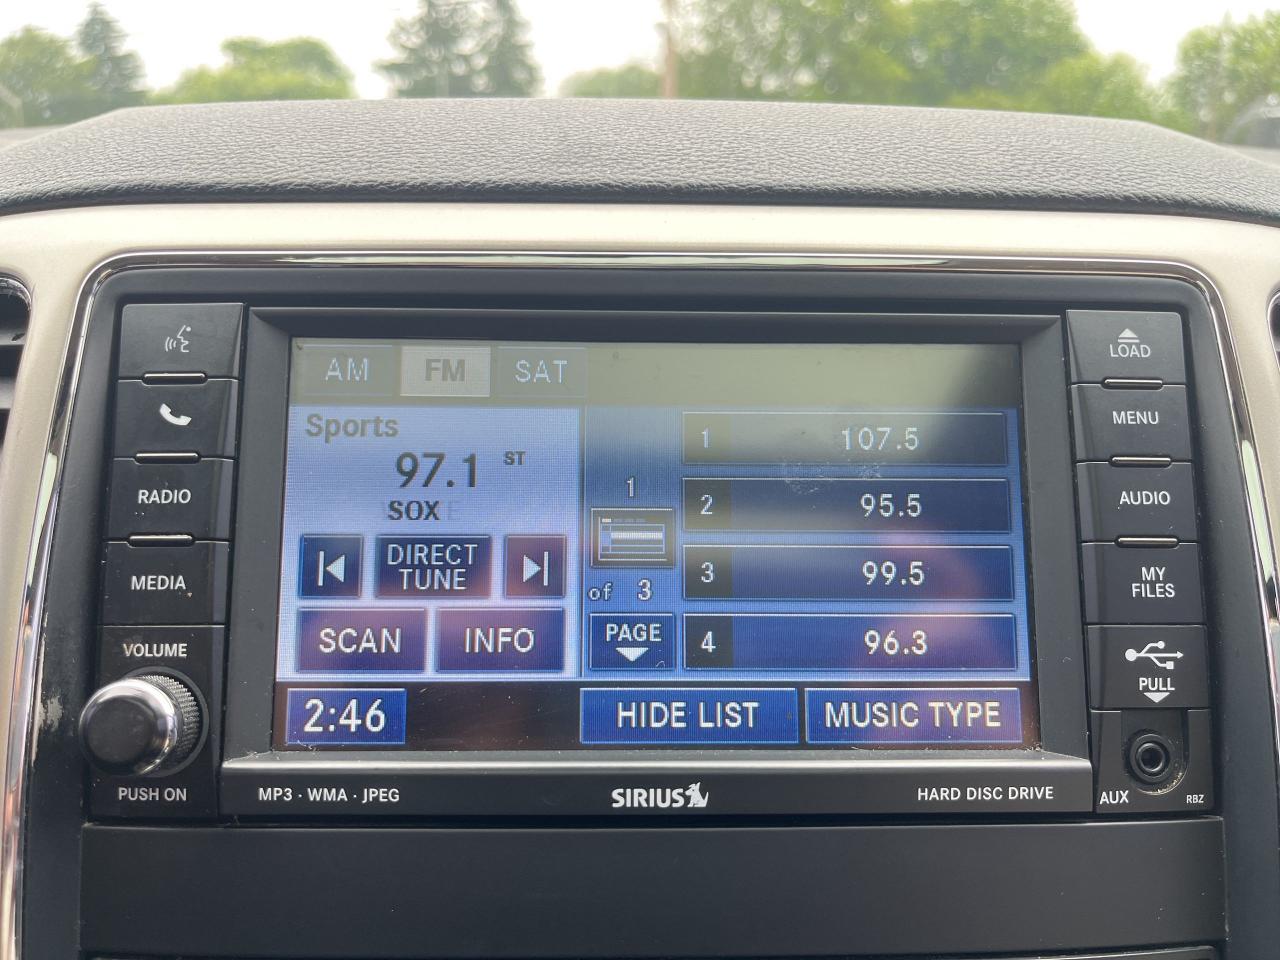 AM FM SAT
LOAD
Sports
97.1 ST
SOX
1 107.5
MENU
1
2 95.5
RADIO
AUDIO
DIRECT
TUNE
of 3
3 99.5
MEDIA
MY
FILES
SCAN INFO
PAGE
4 96.3
VOLUME
PULL
2:46
HIDE LIST
MUSIC TYPE
PUSH ON
MP3 · WMA · JPEG
SIRIUS
HARD DISC DRIVE
AUX
RBZ